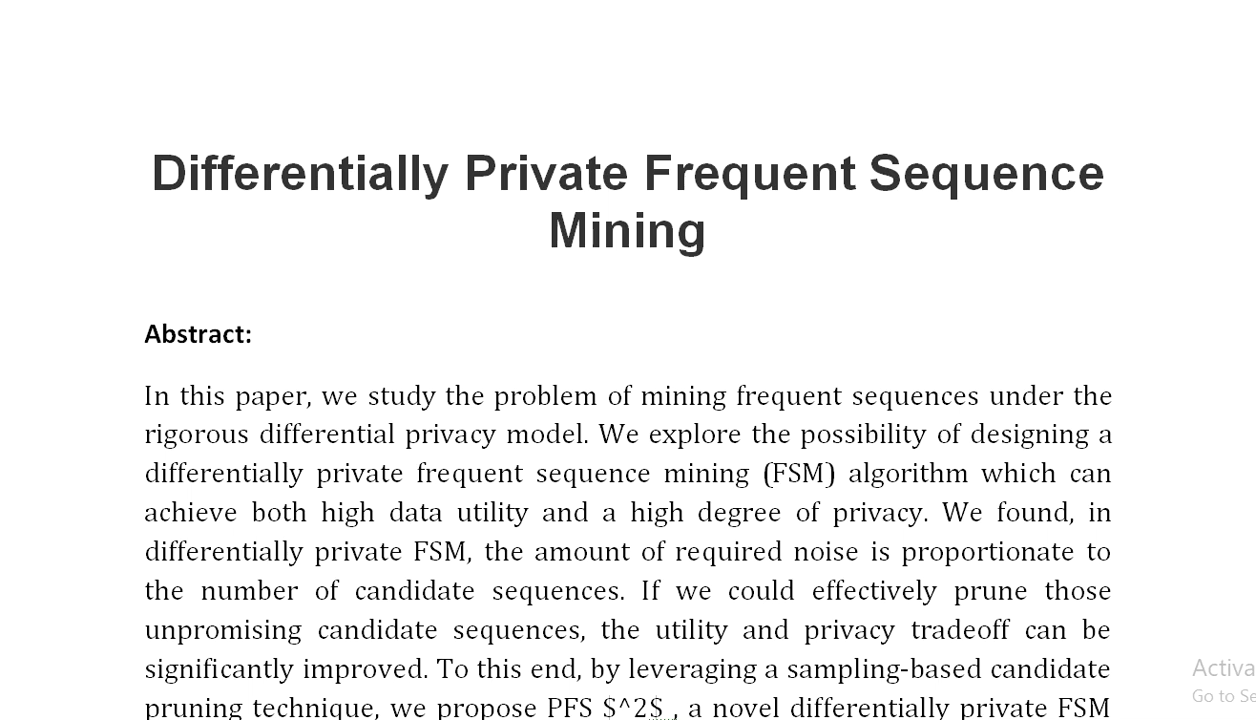 Differentially Private Frequent Sequence
Mining
Abstract:
In this paper, we study the problem of mining frequent sequences under the
rigorous differential privacy model. We explore the possibility of designing a
differentially private frequent sequence mining (FSM) algorithm which can
achieve both high data utility and a high degree of privacy. We found, in
differentially private FSM, the amount of required noise is proportionate to
the number of candidate sequences. If we could effectively prune those
unpromising candidate sequences, the utility and privacy tradeoff can be
significantly improved. To this end, by leveraging a sampling-based candidate
pruning technique, we propose PFS $^2$ , a novel differentially private FSM
Activa
Go to Se